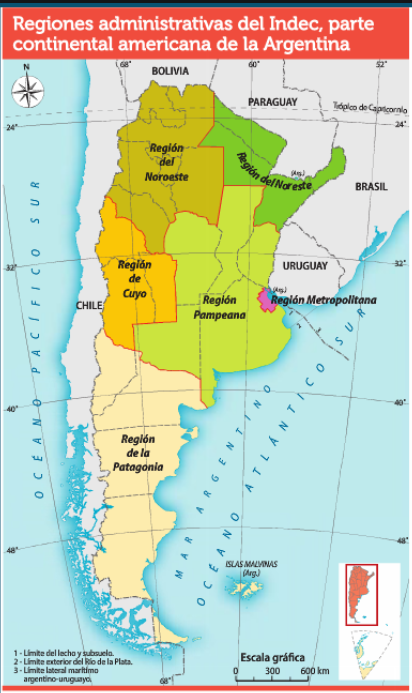 Regiones administrativas del Indec, parte
continental americana de la Argentina
68°
60°
52°
N
BOLIVIA
PARAGUAY
Trópico de Capricornio
24°
24°
Región
del
Noroeste
(Arg.)
Región del Noreste
BRASIL
OCÉANO PACÍFICO SUR
32°
32°
Región
de
Cuyo
URUGUAY
CHILE
Región
Pampeana
(Arg.)
Región Metropolitana
1
2
3
40°
40°
Región
de la
Patagonia
MAR ARGENTINO
OCÉANO ATLÁNTICO SUR
48°
48°
ISLAS MALVINAS
(Arg.)
1 - Límite del lecho y subsuelo.
2 - Límite exterior del Río de la Plata.
3 - Límite lateral marítimo
argentino-uruguayo.
68°
Escala gráfica
0 300 600 km